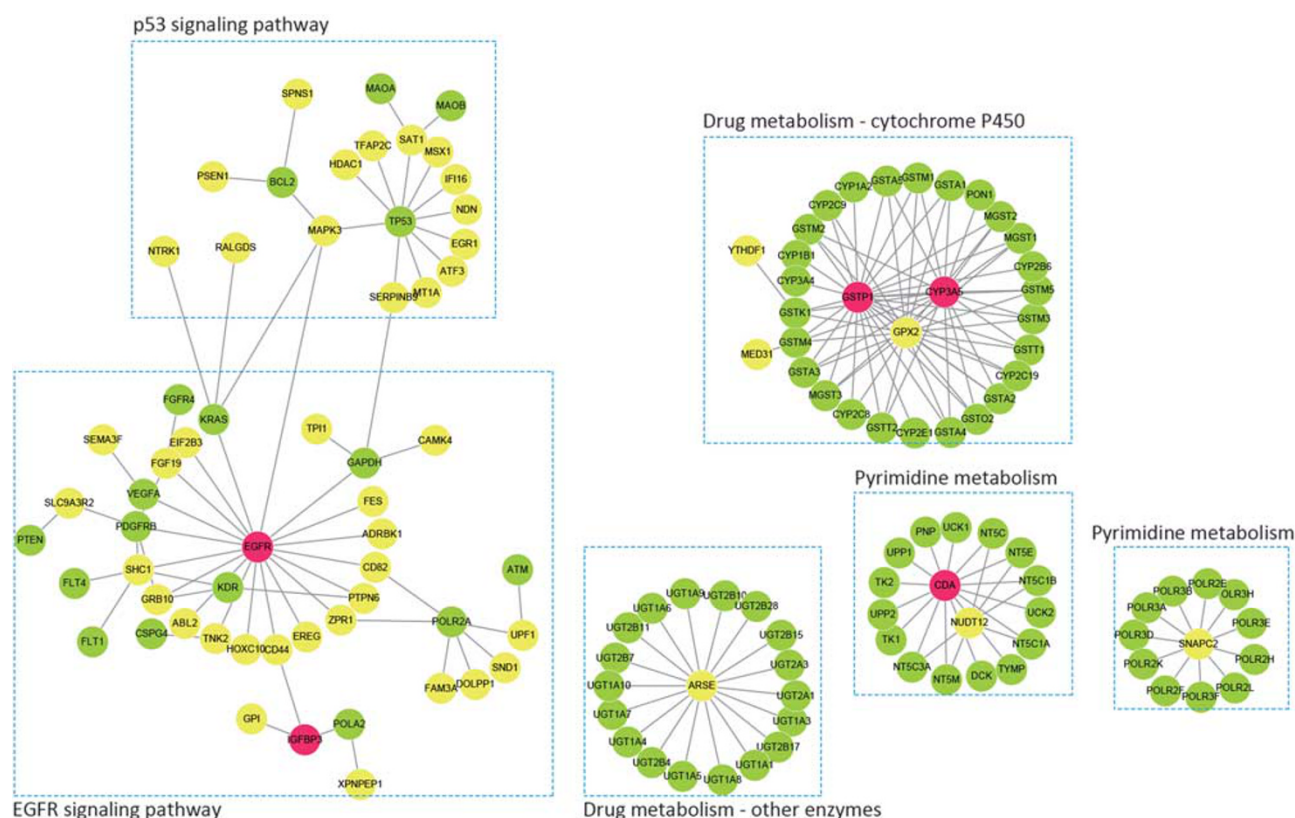 p53 signaling pathway
SPNS1
MAOA
MAOB
TFAP2C
SAT1
MSX1
HDAC1
IFI16
PSEN1
BCL2
NDN
TP53
MAPK3
EGR1
NTRK1
RALGDS
ATF3
SERPINB9
MT1A
Drug metabolism - cytochrome P450
CYP1A2
GSTA5
GSTM1
GSTA1
PON1
CYP2C9
MGST2
GSTM2
MGST1
YTHDF1
CYP1B1
CYP2B6
CYP3A4
GSTP1
CYP3A5
GSTM5
GSTK1
GPX2
GSTM3
MED31
GSTM4
GSTT1
GSTA3
CYP2C19
MGST3
GSTA2
CYP2C8
GSTO2
GSTT2
CYP2E1
GSTA4
FGFR4
KRAS
SEMA3F
EIF2B3
TPI1
CAMK4
FGF19
GAPDH
SLC9A3R2
VEGFA
FES
PTEN
PDGFRB
ADRBK1
EGFR
SHC1
CD82
ATM
FLT4
KDR
GRB10
PTPN6
ABL2
ZPR1
POLR2A
FLT1
CSPG4
TNK2
EREG
UPF1
HOXC10
CD44
SND1
FAM3A
DOLPP1
GPI
POLA2
IGFBP3
XPNPEP1
EGFR signaling pathway
UGT1A9
UGT2B10
UGT1A6
UGT2B28
UGT2B11
UGT2B15
UGT2B7
UGT2A3
UGT1A10
ARSE
UGT2A1
UGT1A7
UGT1A3
UGT1A4
UGT2B17
UGT2B4
UGT1A1
UGT1A5
UGT1A8
Drug metabolism - other enzymes
Pyrimidine metabolism
PNP
UCK1
NT5C
UPP1
NT5E
TK2
CDA
NT5C1B
UPP2
UCK2
TK1
NUDT12
NT5C1A
NT5C3A
TYMP
NT5M
DCK
Pyrimidine metabolism
POLR3B
POLR2E
OLR3H
POLR3A
POLR3E
POLR3D
SNAPC2
POLR2K
POLR2H
POLR2F
POLR3F
POLR2L